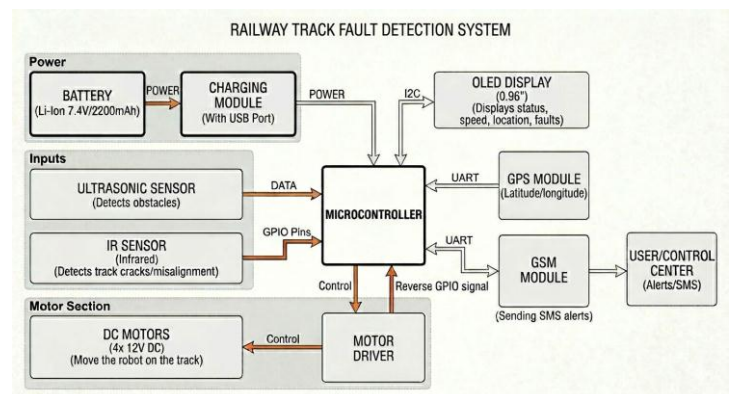 RAILWAY TRACK FAULT DETECTION SYSTEM
Power
BATTERY
(Li-Ion 7.4V/2200mAh)
POWER
CHARGING
MODULE
(With USB Port)
POWER
I2C
OLED DISPLAY
(0.96")
(Displays status,
speed, location, faults)
Inputs
ULTRASONIC SENSOR
(Detects obstacles)
DATA
IR SENSOR
(Infrared)
(Detects track cracks/misalignment)
GPIO Pins
MICROCONTROLLER
UART
GPS MODULE
(Latitude/longitude)
UART
GSM
MODULE
(Sending SMS alerts)
USER/CONTROL
CENTER
(Alerts/SMS)
Control
Reverse GPIO signal
Motor Section
DC MOTORS
(4x 12V DC)
(Move the robot on the track)
Control
MOTOR
DRIVER